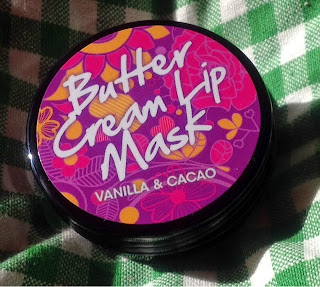 Butter
Cream Lip
Mask
VANILLA & CACAO